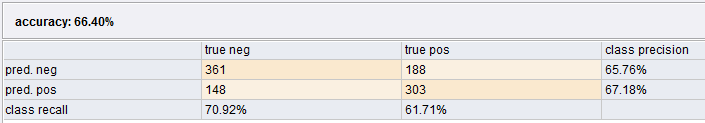 accuracy: 66.40%
true neg true pos class precision
pred. neg 361 188 65.76%
pred. pos 148 303 67.18%
class recall 70.92% 61.71%